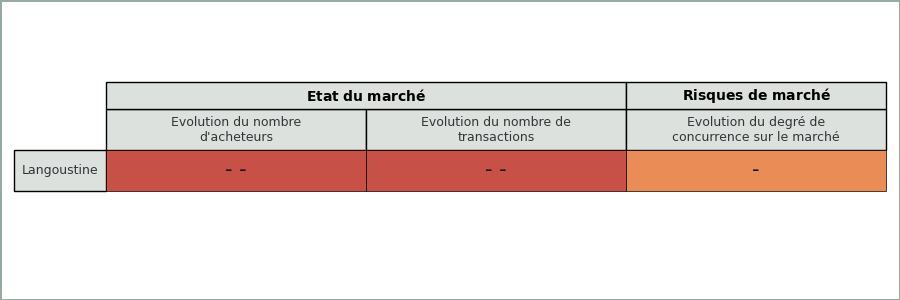 Etat du marché
Risques de marché
Evolution du nombre
d'acheteurs
Evolution du nombre de
transactions
Evolution du degré de
concurrence sur le marché
Langoustine
– –
– –
–